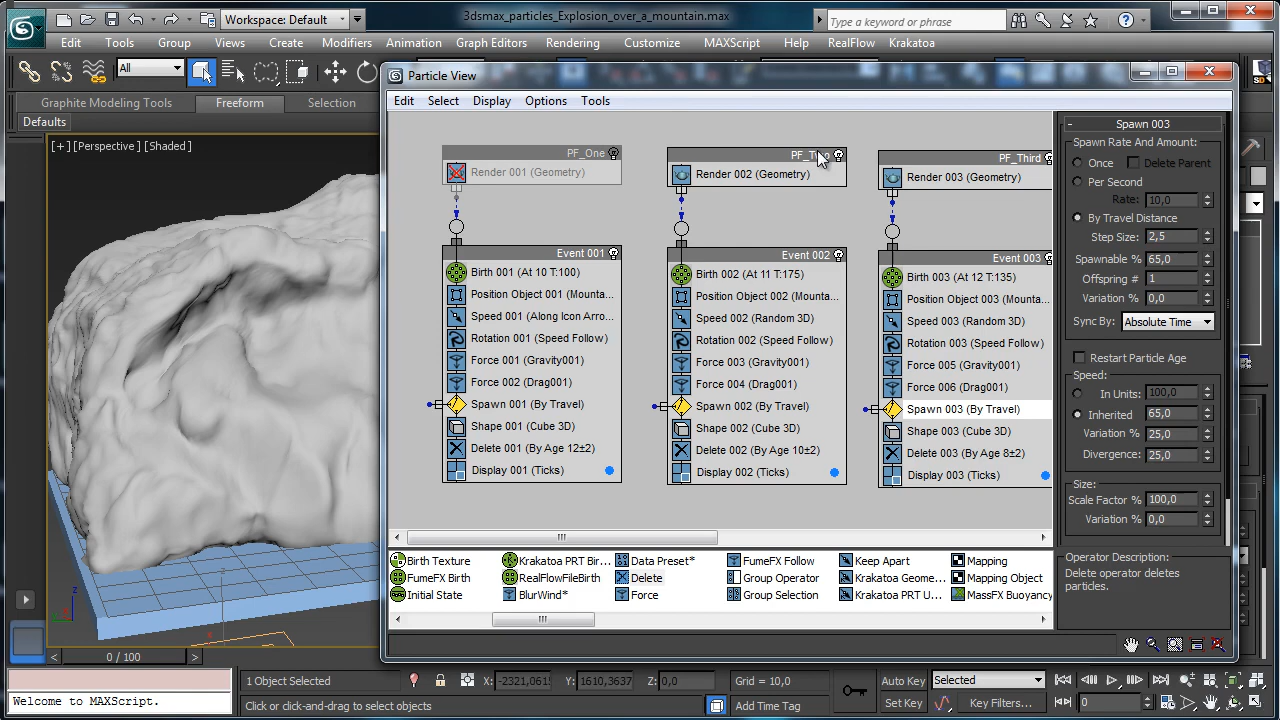 Workspace: Default
3dsmax_particles_Explosion_over_a_mountain.max
Type a keyword or phrase
Edit Tools Group Views Create Modifiers Animation Graph Editors Rendering Customize MAXScript Help RealFlow Krakatoa
All
Particle View
Graphite Modeling Tools Freeform Selection
Edit Select Display Options Tools
Defaults
[+] [Perspective] [Shaded]
PF_One
Render 001 (Geometry)
Event 001
Birth 001 (At 10 T:100)
Position Object 001 (Mounta...
Speed 001 (Along Icon Arro...
Rotation 001 (Speed Follow)
Force 001 (Gravity001)
Force 002 (Drag001)
Spawn 001 (By Travel)
Shape 001 (Cube 3D)
Delete 001 (By Age 12±2)
Display 001 (Ticks)
Render 002 (Geometry)
Event 002
Birth 002 (At 11 T:175)
Position Object 002 (Mounta...
Speed 002 (Random 3D)
Rotation 002 (Speed Follow)
Force 003 (Gravity001)
Force 004 (Drag001)
Spawn 002 (By Travel)
Shape 002 (Cube 3D)
Delete 002 (By Age 10±2)
Display 002 (Ticks)
PF_Third
Render 003 (Geometry)
Event 003
Birth 003 (At 12 T:135)
Position Object 003 (Mounta...
Speed 003 (Random 3D)
Rotation 003 (Speed Follow)
Force 005 (Gravity001)
Force 006 (Drag001)
Spawn 003 (By Travel)
Shape 003 (Cube 3D)
Delete 003 (By Age 8±2)
Display 003 (Ticks)
- Spawn 003
Spawn Rate And Amount:
Once Delete Parent
Per Second
Rate: 10,0
By Travel Distance
Step Size: 2,5
Spawnable % 65,0
Offspring # 1
Variation % 0,0
Sync By: Absolute Time
Restart Particle Age
Speed:
In Units: 100,0
Inherited 65,0
Variation % 25,0
Divergence: 25,0
Size:
Scale Factor % 100,0
Variation % 0,0
Operator Description:
Delete operator deletes
particles.
Birth Texture Krakatoa PRT Bir... Data Preset* FumeFX Follow Keep Apart Mapping
FumeFX Birth RealFlowFileBirth Delete Group Operator Krakatoa Geome... Mapping Object
Initial State BlurWind* Force Group Selection Krakatoa PRT U... MassFX Buoyancy
z
x
0 / 100
1 Object Selected X: -2321,061 Y: 1610,3637 Z: 0,0 Grid = 10,0 Auto Key Selected
Welcome to MAXScript. Click or click-and-drag to select objects Add Time Tag Set Key Key Filters... 0